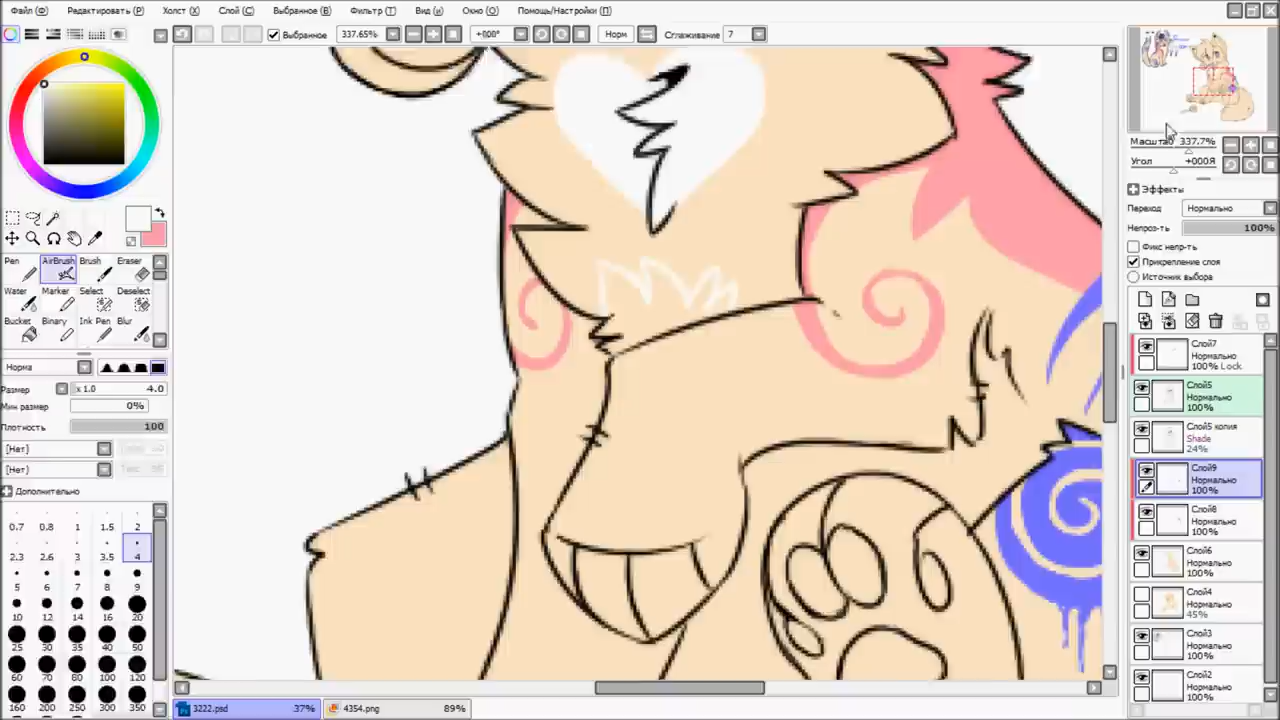 Файл (Ф) Редактировать (Р) Холст (Х) Слой (С) Выбранное (В) Фильтр (Т) Вид (И) Окно (О) Помощь/Настройки (П)
Выбранное 337.65% +000° Норм Сглаживание 7
Масштаб 337.7%
Угол +000Я
Эффекты
Переход Нормально
Непроз-ть 100%
Фикс непр-ть
Прикрепление слоя
Источник выбора
Pen AirBrush Brush Eraser
Water Marker Select Deselect
Bucket Binary Ink Pen Blur
Норма
Размер x 1.0 4.0
Мин размер 0%
Плотность 100
[Нет]
[Нет]
Дополнительно
0.7 0.8 1 1.5 2
2.3 2.6 3 3.5 4
5 6 7 8 9
10 12 14 16 20
25 30 35 40 50
60 70 80 100 120
160 200 250 300 350
Слой7
Нормально
100% Lock
Слой5
Нормально
100%
Слой5 копия
Shade
24%
Слой9
Нормально
100%
Слой8
Нормально
100%
Слой6
Нормально
100%
Слой4
Нормально
45%
Слой3
Нормально
100%
Слой2
Нормально
100%
3222.psd 37% 4354.png 89%